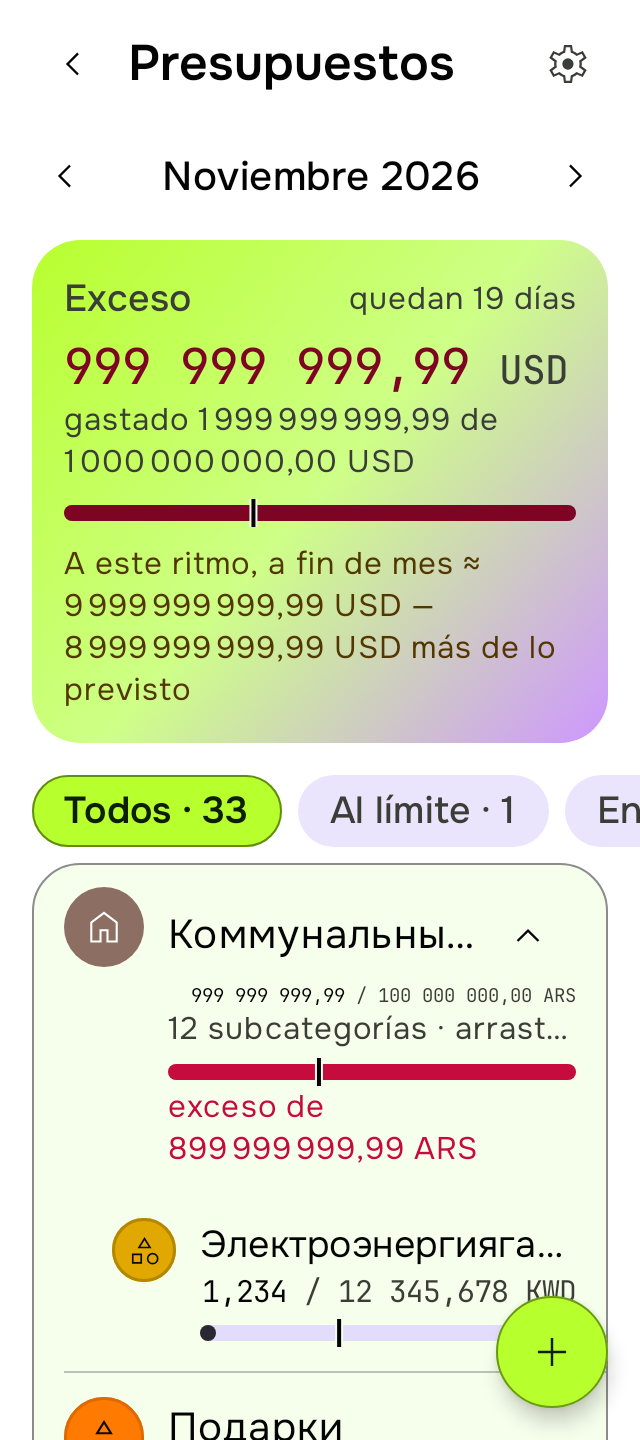 Presupuestos
Noviembre 2026
Exceso
quedan 19 días
999 999 999,99 USD
gastado 1 999 999 999,99 de
1 000 000 000,00 USD
A este ritmo, a fin de mes ≈
9 999 999 999,99 USD –
8 999 999 999,99 USD más de lo
previsto
Todos · 33
Al límite · 1
En
Коммунальны...
999 999 999,99 / 100 000 000,00 ARS
12 subcategorías · arrast...
exceso de
899 999 999,99 ARS
Электроэнергияга...
1,234 / 12 345,678 KWD
Подарки